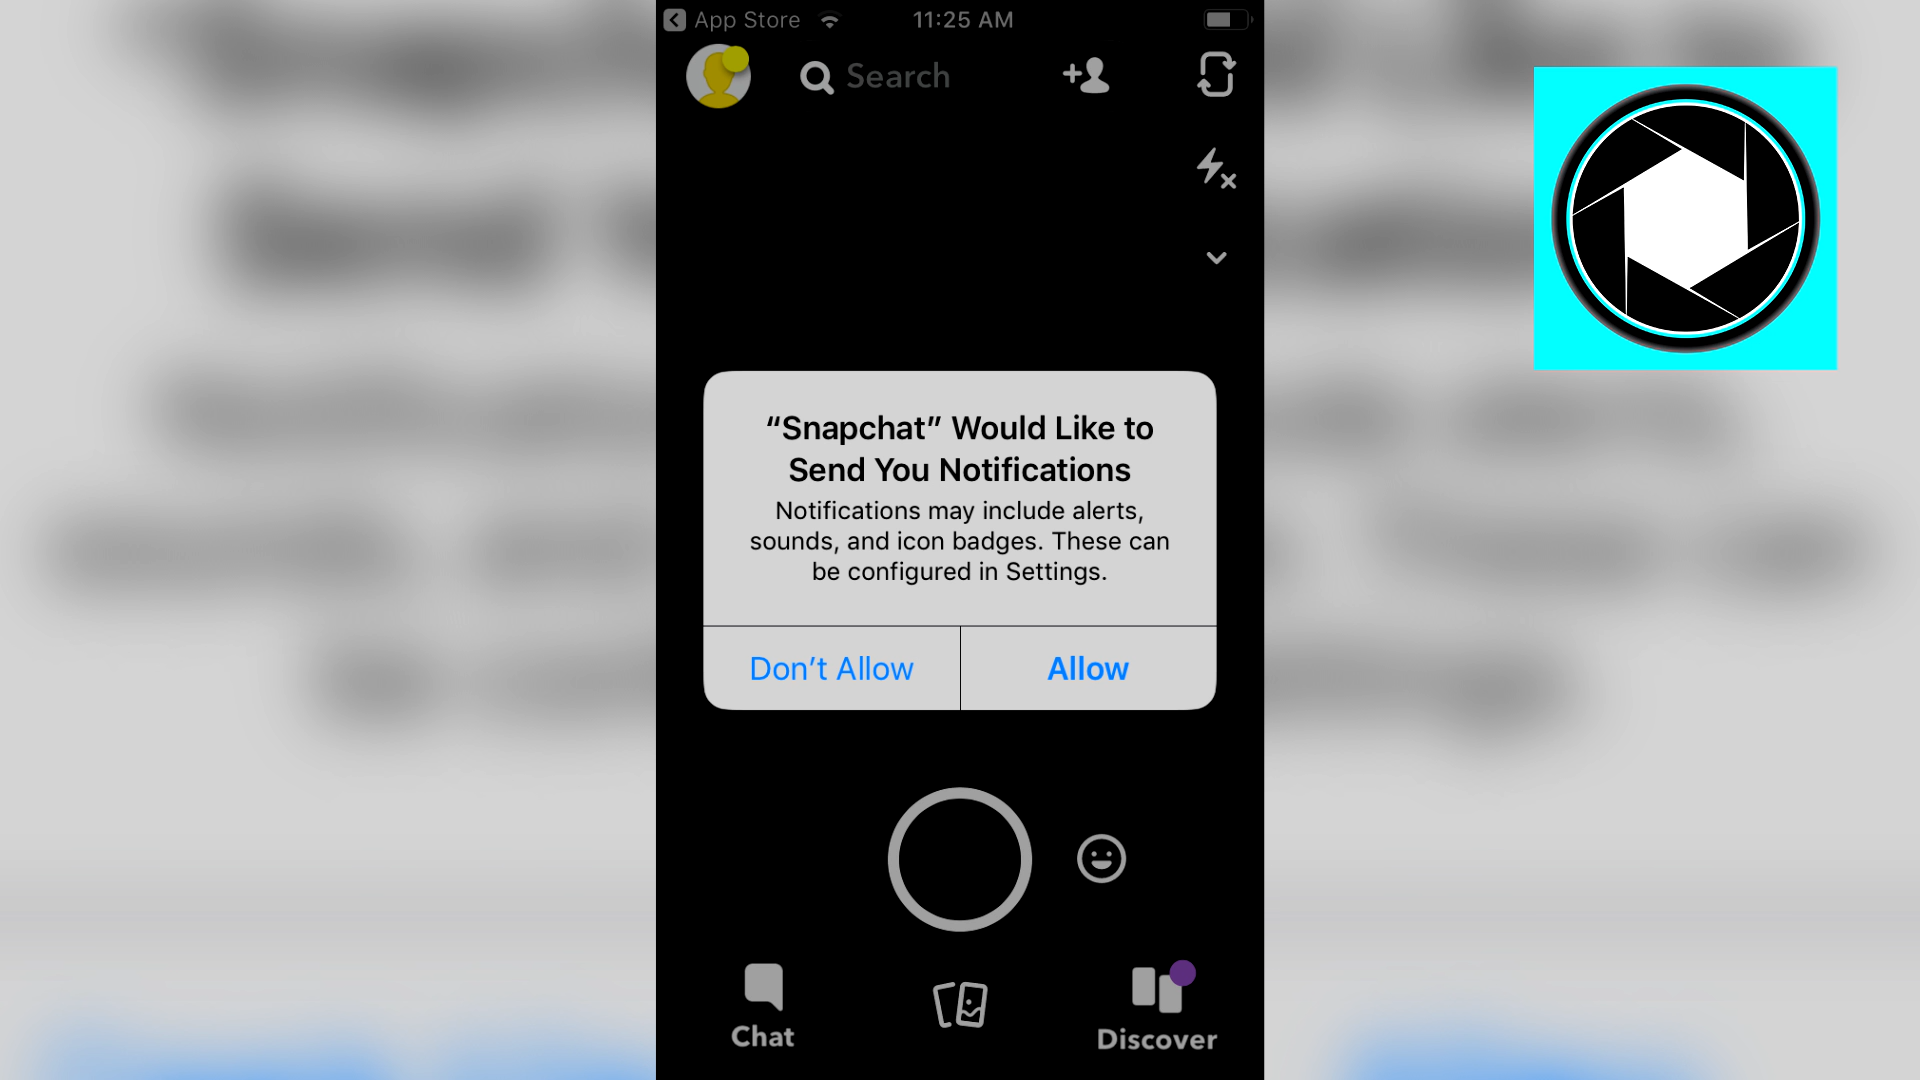 App Store
11:25 AM
Search
“Snapchat” Would Like to
Send You Notifications
Notifications may include alerts,
sounds, and icon badges. These can
be configured in Settings.
Don’t Allow
Allow
Chat
Discover